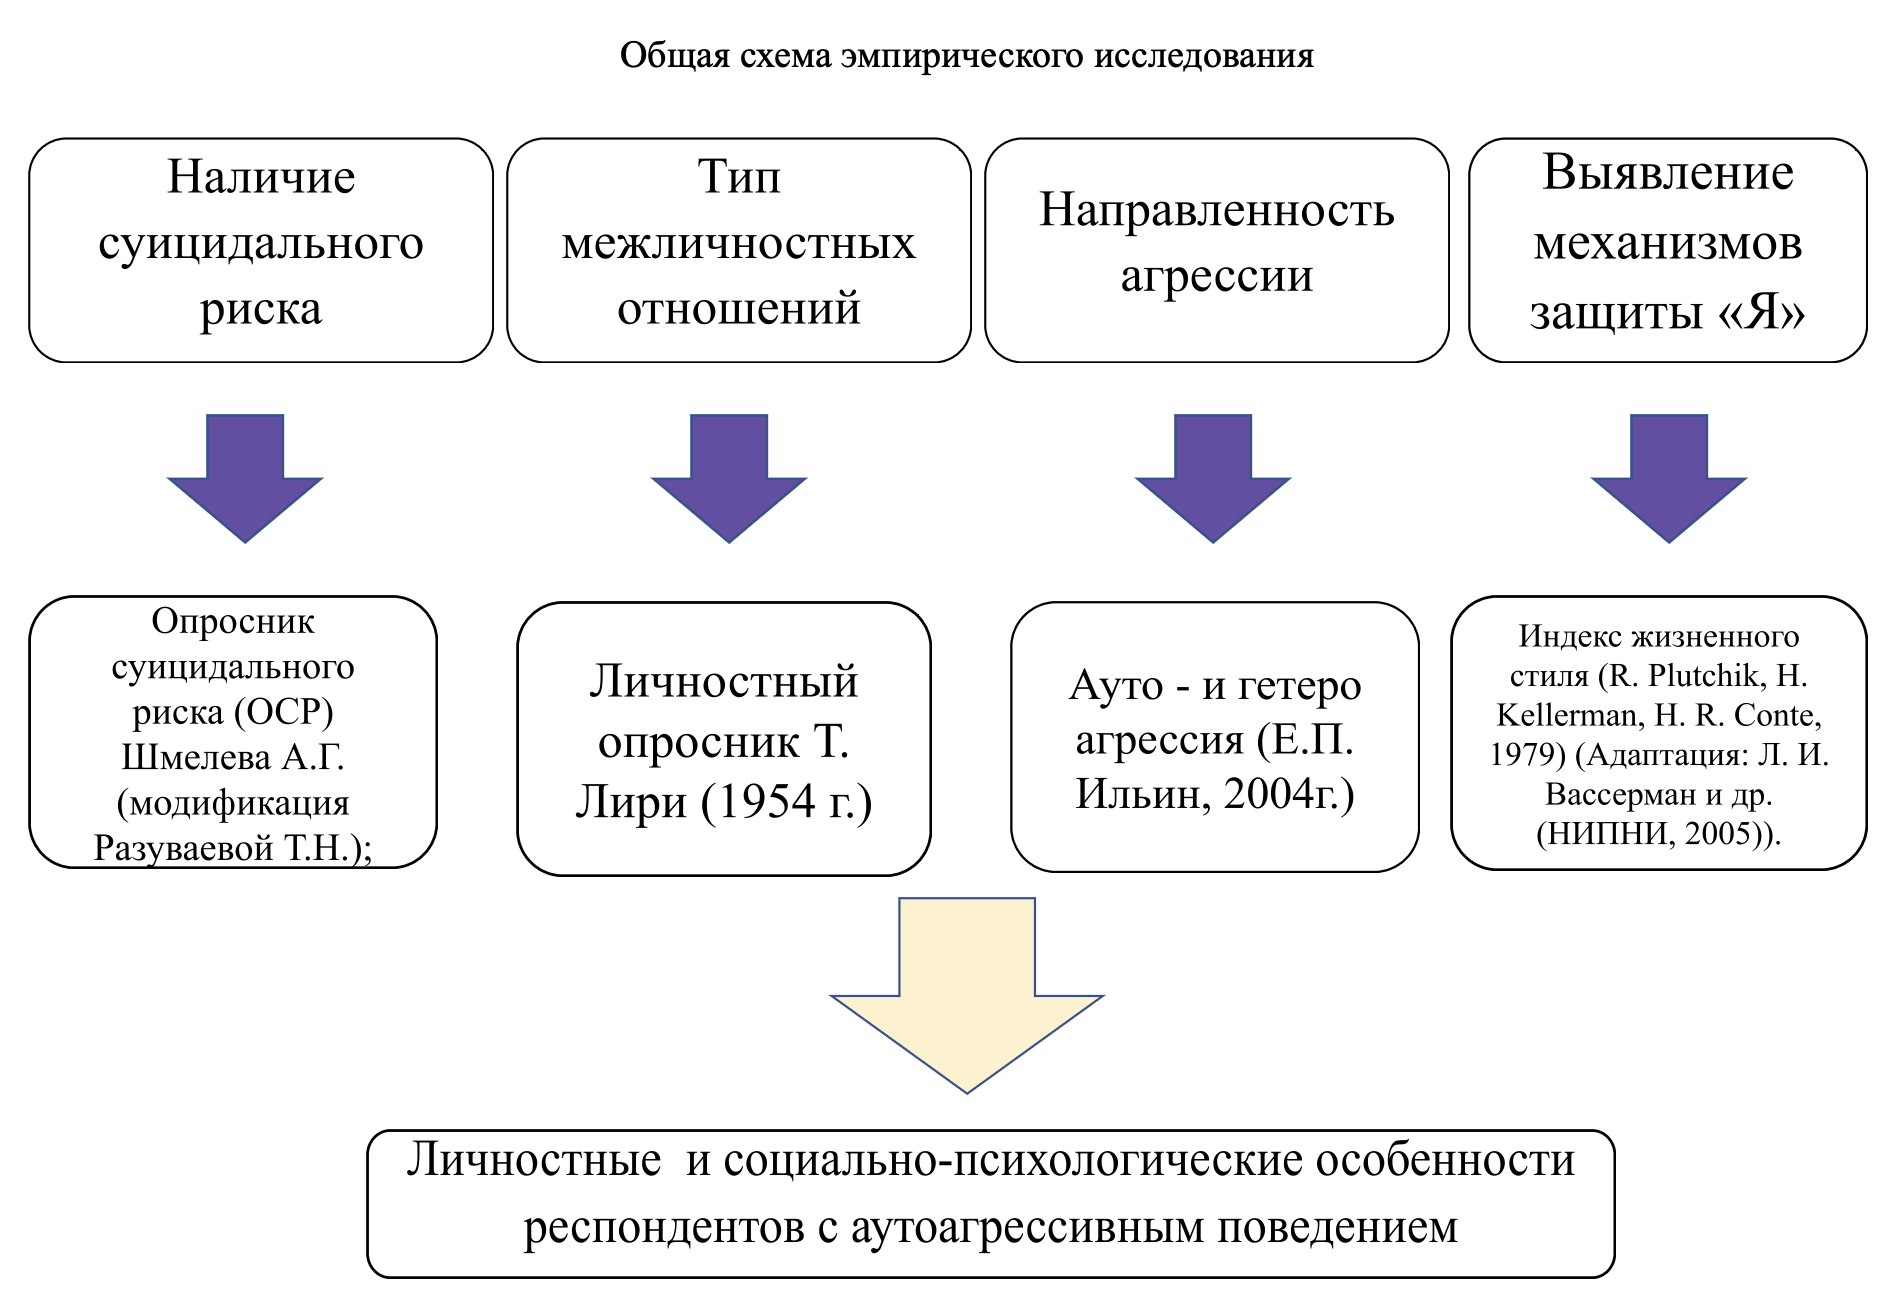 Общая схема эмпирического исследования
Наличие
суицидального
риска
Тип
межличностных
отношений
Направленность
агрессии
Выявление
механизмов
защиты «Я»
Опросник
суицидального
риска (ОСР)
Шмелева А.Г.
(модификация
Разуваевой Т.Н.);
Личностный
опросник Т.
Лири (1954 г.)
Ауто - и гетеро
агрессия (Е.П.
Ильин, 2004г.)
Индекс жизненного
стиля (R. Plutchik, H.
Kellerman, H. R. Conte,
1979) (Адаптация: Л. И.
Вассерман и др.
(НИПНИ, 2005)).
Личностные  и социально-психологические особенности
респондентов с аутоагрессивным поведением